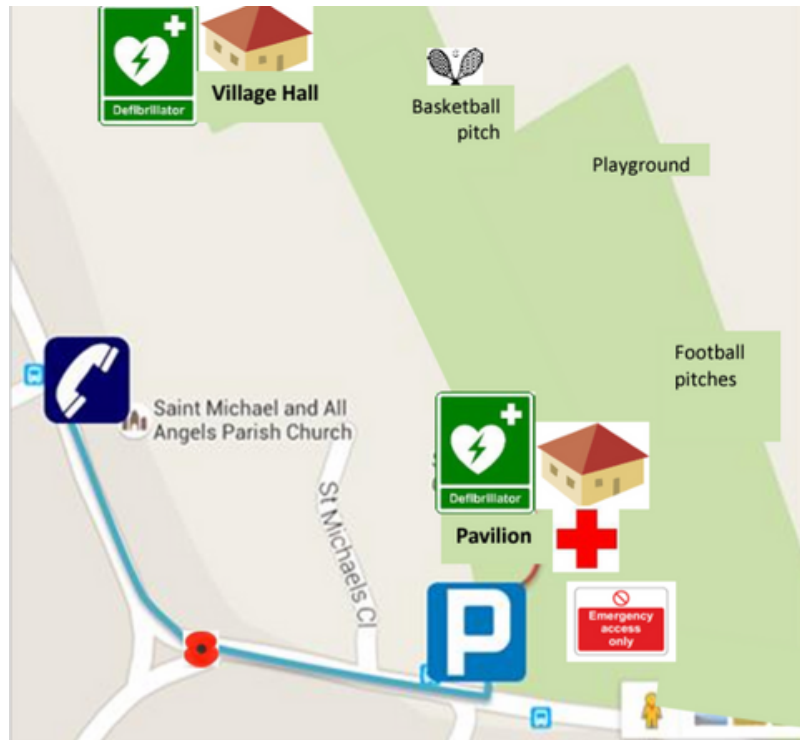 Defibrillator
Village Hall
Basketball
pitch
Playground
Football
pitches
Saint Michael and All
Angels Parish Church
Defibrillator
St Michaels Cl
Pavilion
P
Emergency
access
only